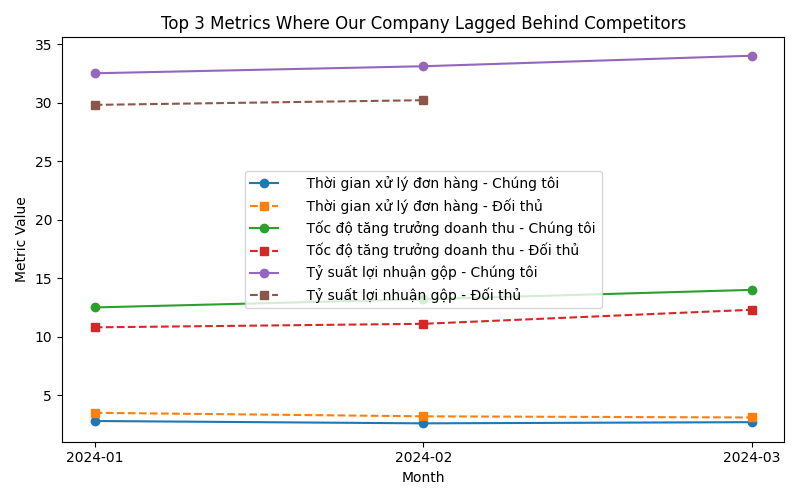 Top 3 Metrics Where Our Company Lagged Behind Competitors
35
30
25
20
15
10
5
Metric Value
Thời gian xử lý đơn hàng - Chúng tôi
Thời gian xử lý đơn hàng - Đối thủ
Tốc độ tăng trưởng doanh thu - Chúng tôi
Tốc độ tăng trưởng doanh thu - Đối thủ
Tỷ suất lợi nhuận gộp - Chúng tôi
Tỷ suất lợi nhuận gộp - Đối thủ
2024-01
2024-02
2024-03
Month